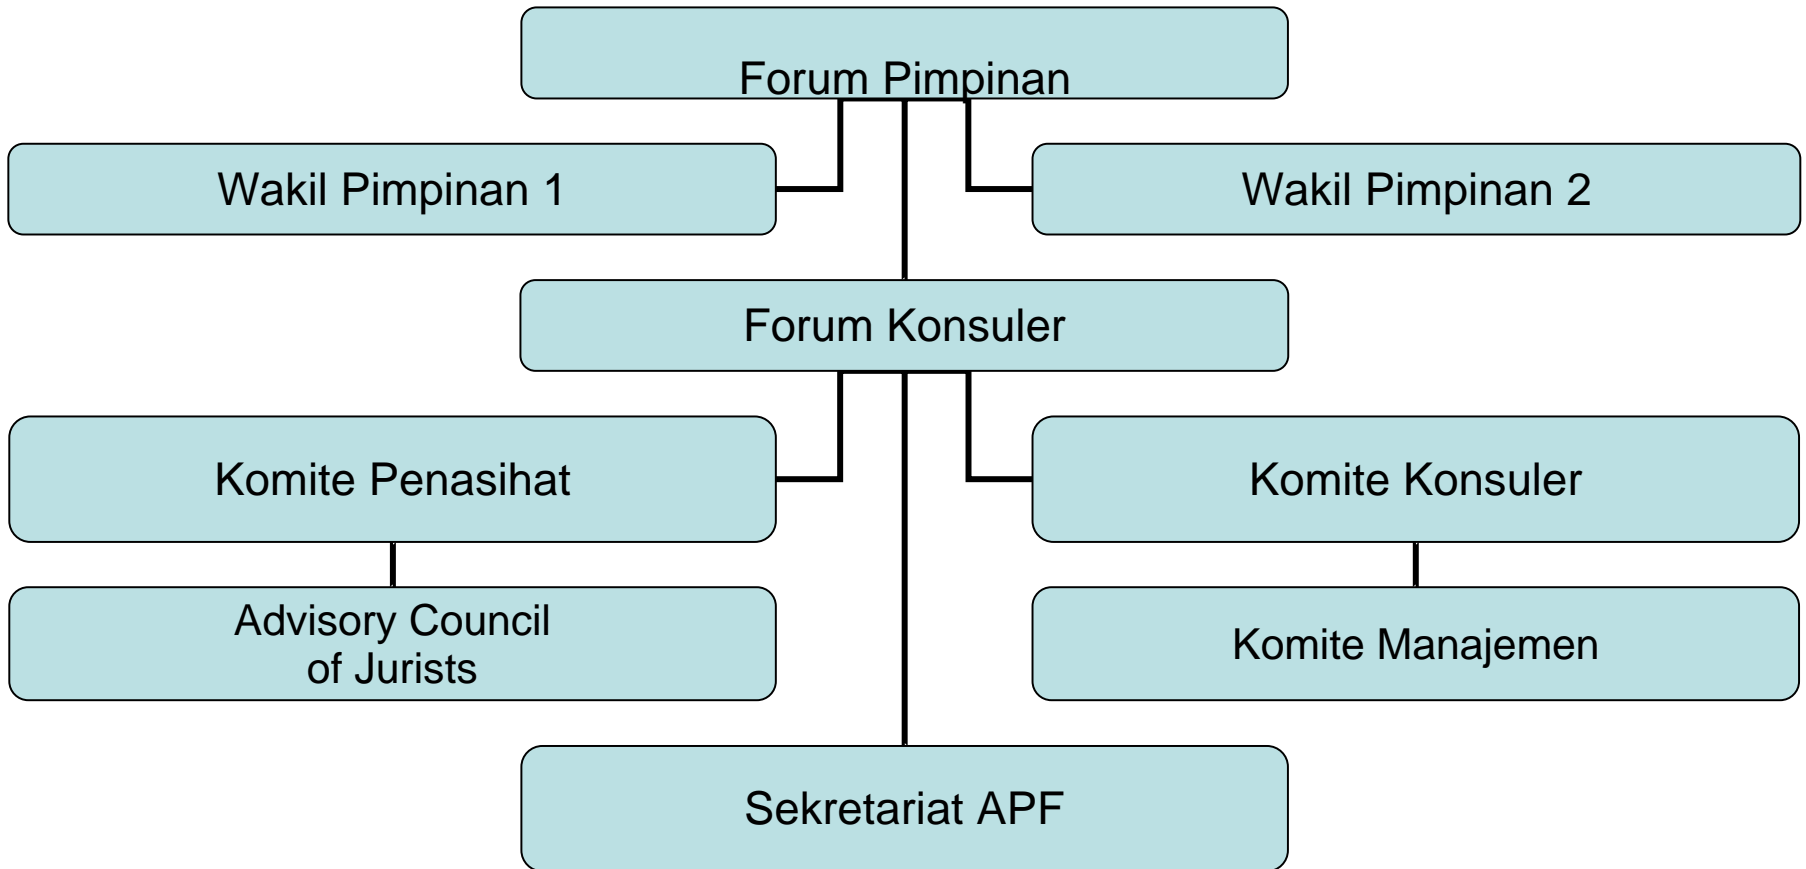 Forum Pimpinan
Wakil Pimpinan 1
Wakil Pimpinan 2
Forum Konsuler
Komite Penasihat
Komite Konsuler
Advisory Council
of Jurists
Komite Manajemen
Sekretariat APF